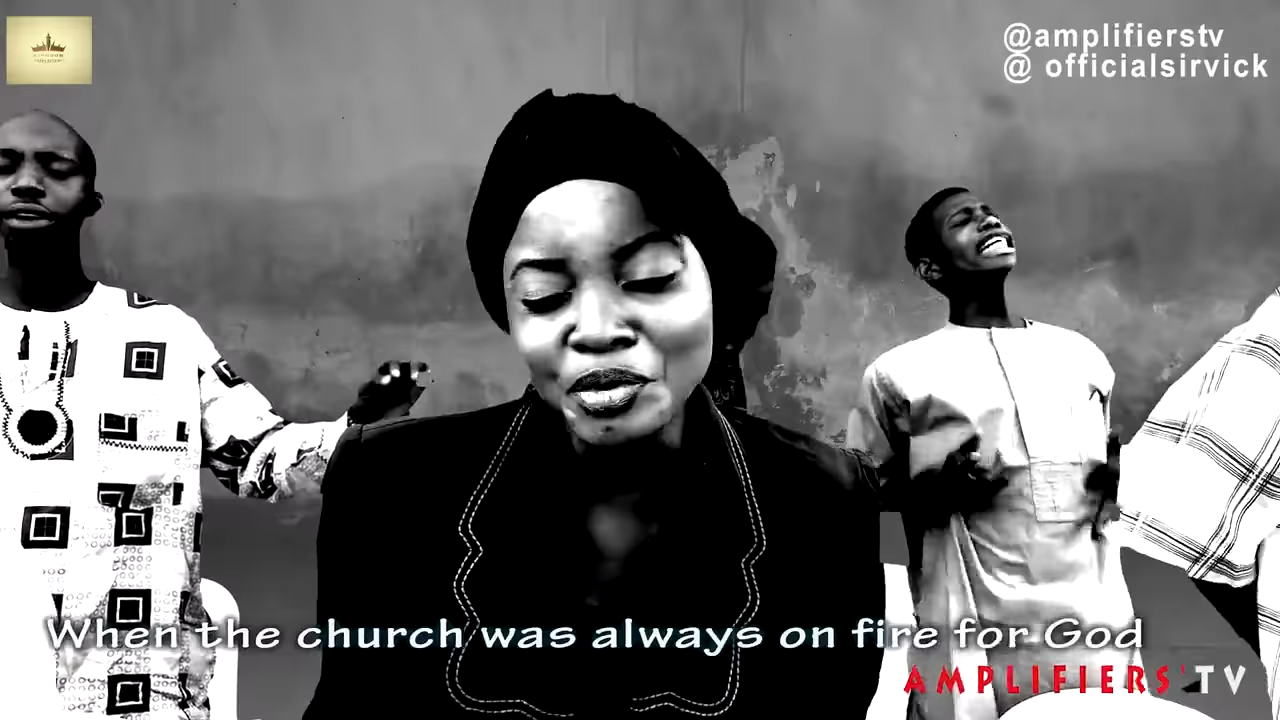 @amplifierstv
@ officialsirvick
When the church was always on fire for God
AMPLIFIERS' TV